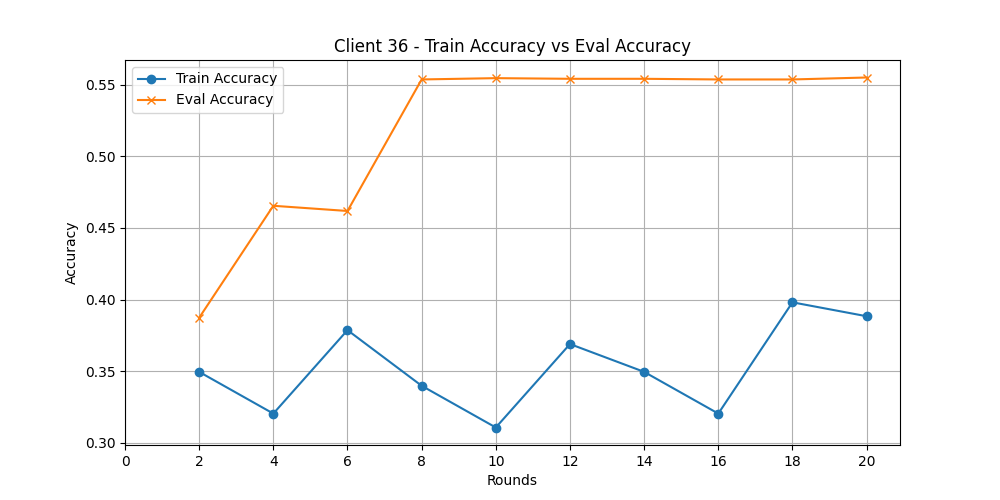 Client 36 - Train Accuracy vs Eval Accuracy
Train Accuracy
Eval Accuracy
0.55
0.50
0.45
0.40
0.35
0.30
Accuracy
0 2 4 6 8 10 12 14 16 18 20
Rounds